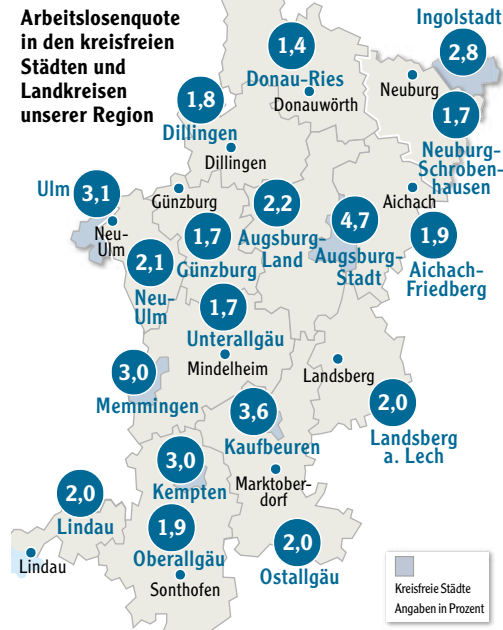 Arbeitslosenquote
in den kreisfreien
Städten und
Landkreisen
unserer Region
Ingolstadt
2,8
1,4
Donau-Ries
Donauwörth
Neuburg
1,7
Neuburg-
Schroben-
hausen
1,8
Dillingen
Dillingen
Ulm
3,1
Neu-
Ulm
Günzburg
2,2
Augsburg-
Land
4,7
Augsburg-
Stadt
Aichach
1,9
Aichach-
Friedberg
2,1
Neu-
Ulm
1,7
Günzburg
1,7
Unterallgäu
Mindelheim
Landsberg
3,0
Memmingen
3,6
Kaufbeuren
2,0
Landsberg
a. Lech
3,0
Kempten
Marktober-
dorf
2,0
Lindau
Lindau
1,9
Oberallgäu
Sonthofen
2,0
Ostallgäu
Kreisfreie Städte
Angaben in Prozent